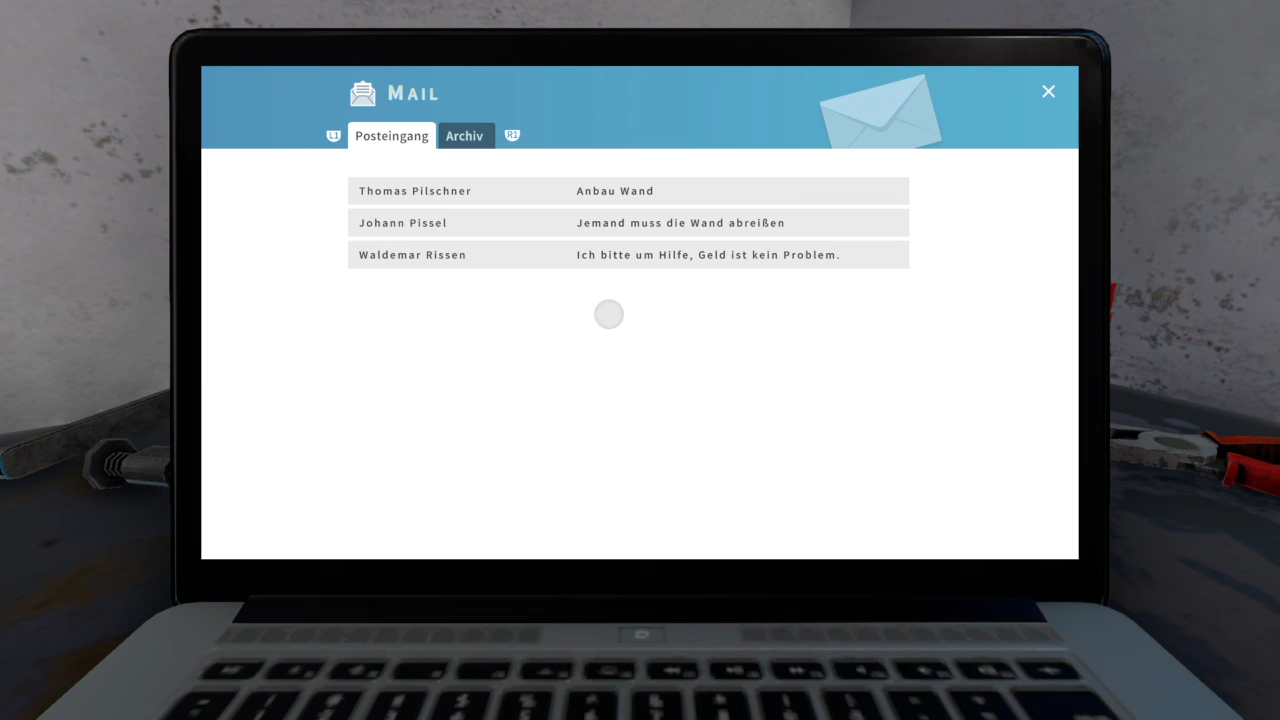 MAIL
L1 Posteingang Archiv R1
Thomas Pilschner Anbau Wand
Johann Pissel Jemand muss die Wand abreißen
Waldemar Rissen Ich bitte um Hilfe, Geld ist kein Problem.